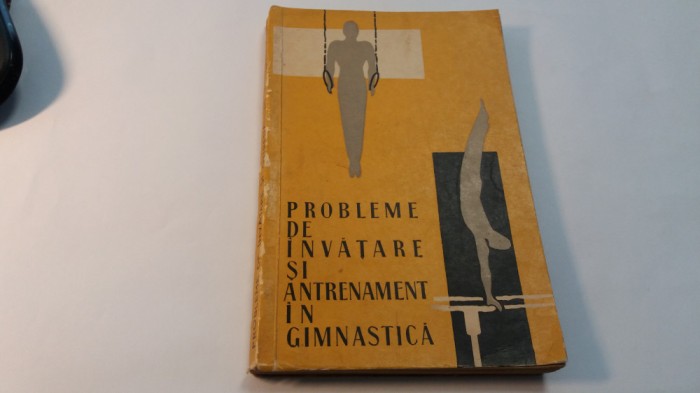 PROBLEME
DE
ÎNVĂȚARE
ȘI
ANTRENAMENT
ÎN
GIMNASTICĂ